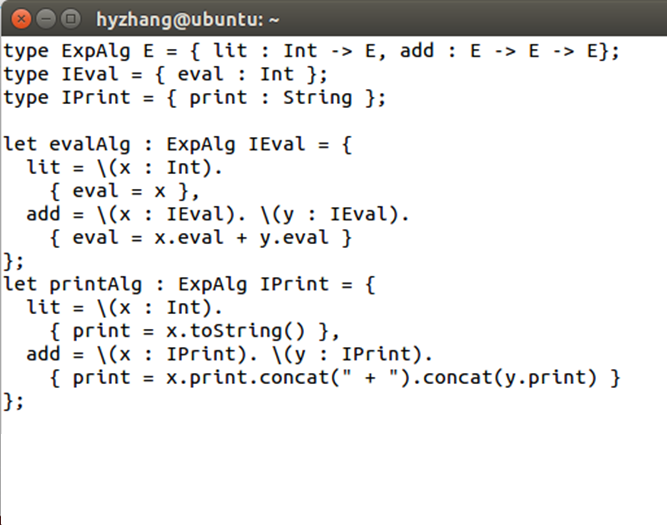 hyzhang@ubuntu: ~
type ExpAlg E = { lit : Int -> E, add : E -> E -> E};
type IEval = { eval : Int };
type IPrint = { print : String };

let evalAlg : ExpAlg IEval = {
  lit = \(x : Int).
    { eval = x },
  add = \(x : IEval). \(y : IEval).
    { eval = x.eval + y.eval }
};
let printAlg : ExpAlg IPrint = {
  lit = \(x : Int).
    { print = x.toString() },
  add = \(x : IPrint). \(y : IPrint).
    { print = x.print.concat(" + ").concat(y.print) }
};